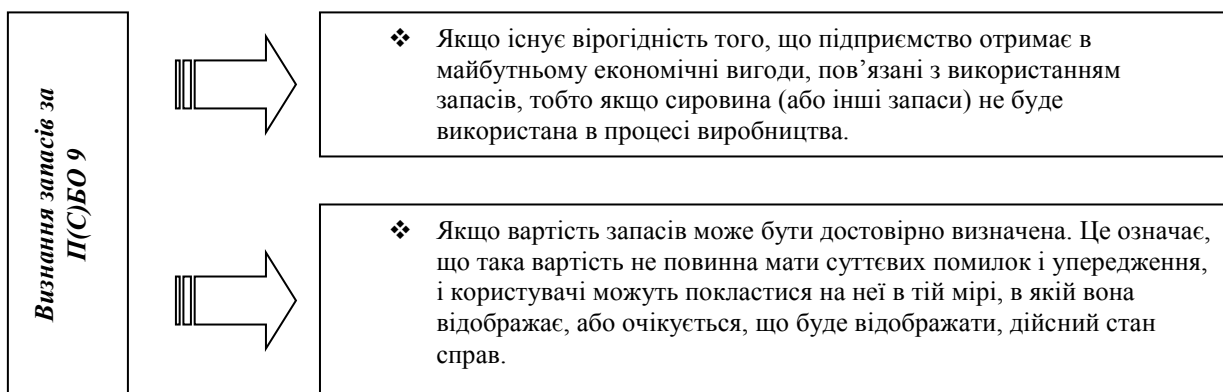 Визнання запасів за
П(С)БО 9
❖ Якщо існує вірогідність того, що підприємство отримає в
майбутньому економічні вигоди, пов’язані з використанням
запасів, тобто якщо сировина (або інші запаси) не буде
використана в процесі виробництва.
❖ Якщо вартість запасів може бути достовірно визначена. Це означає,
що така вартість не повинна мати суттєвих помилок і упередження,
і користувачі можуть покластися на неї в тій мірі, в якій вона
відображає, або очікується, що буде відображати, дійсний стан
справ.